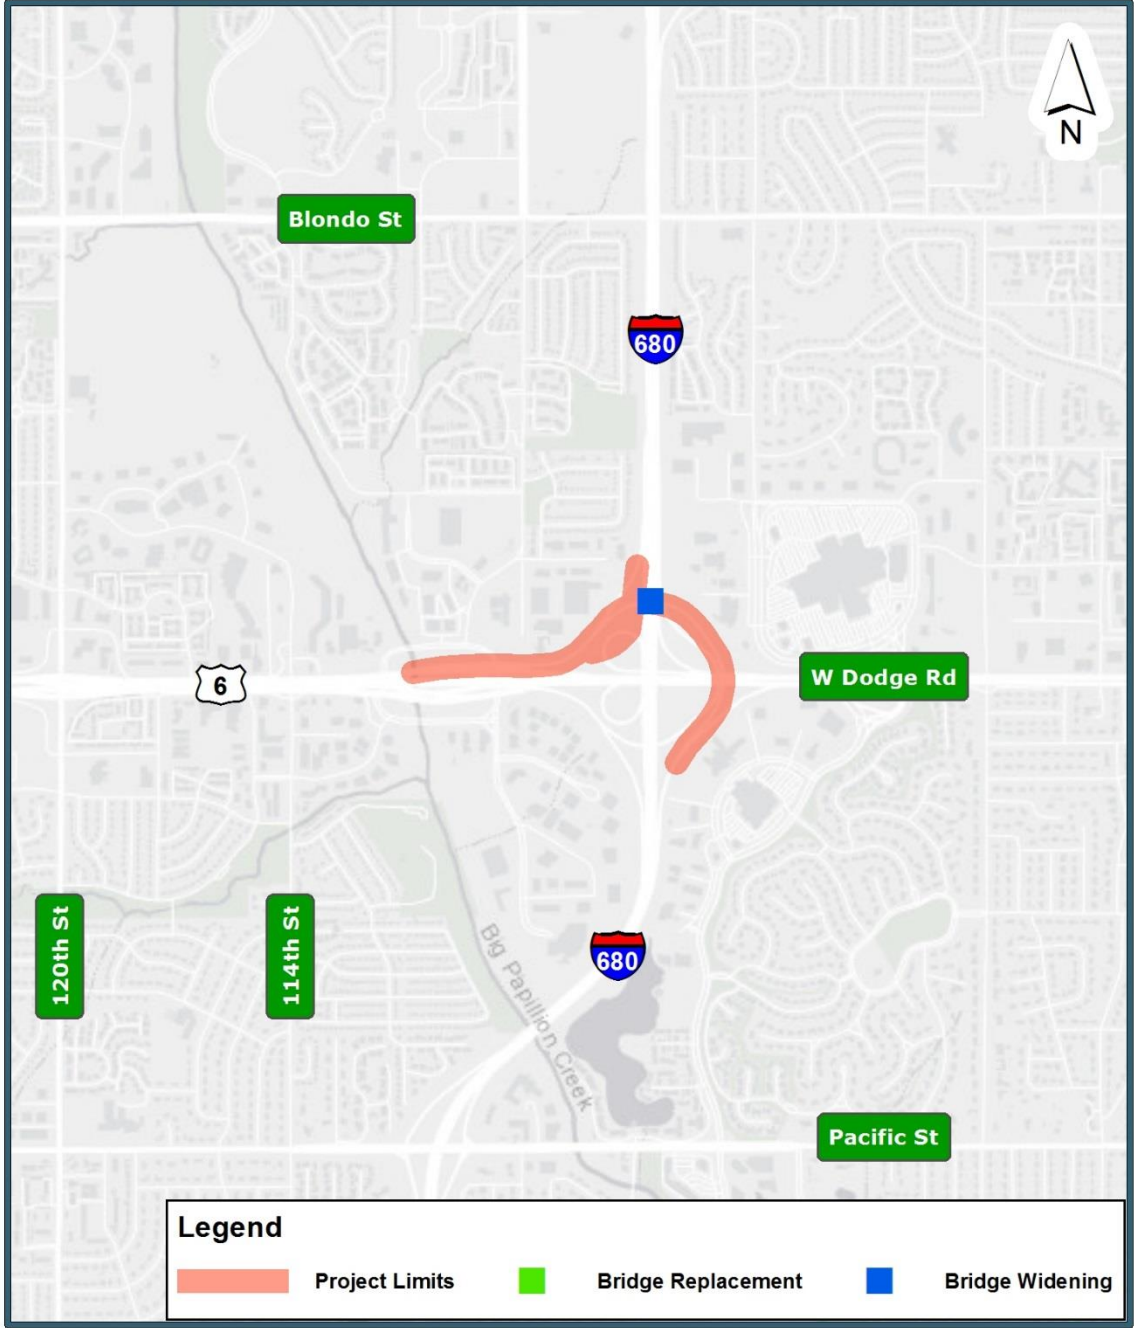 N
Blondo St
680
W Dodge Rd
6
120th St
114th St
680
Big Papillion Creek
Pacific St
Legend
Project Limits
Bridge Replacement
Bridge Widening